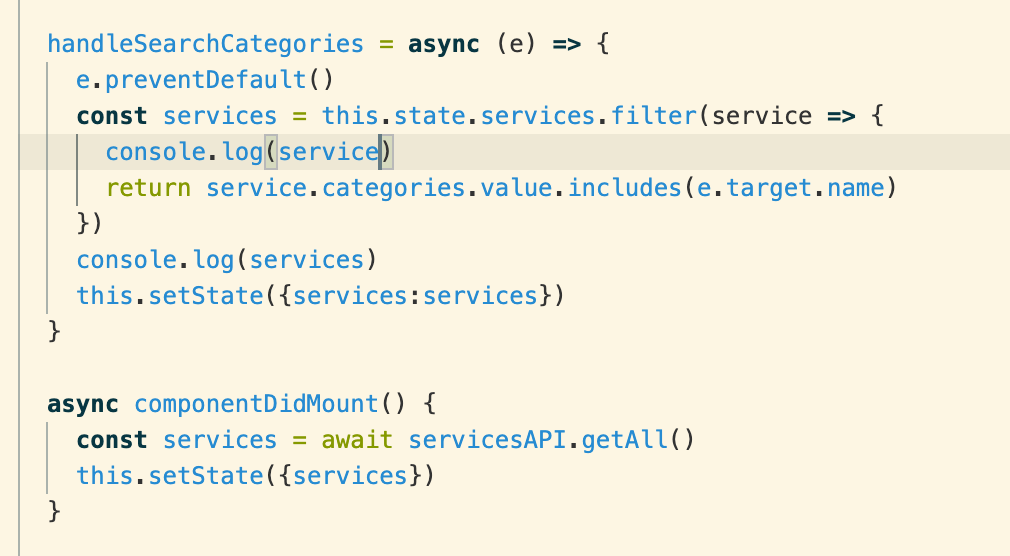 handleSearchCategories = async (e) => {
  e.preventDefault()
  const services = this.state.services.filter(service => {
    console.log(service)
    return service.categories.value.includes(e.target.name)
  })
  console.log(services)
  this.setState({services:services})
}

async componentDidMount() {
  const services = await servicesAPI.getAll()
  this.setState({services})
}